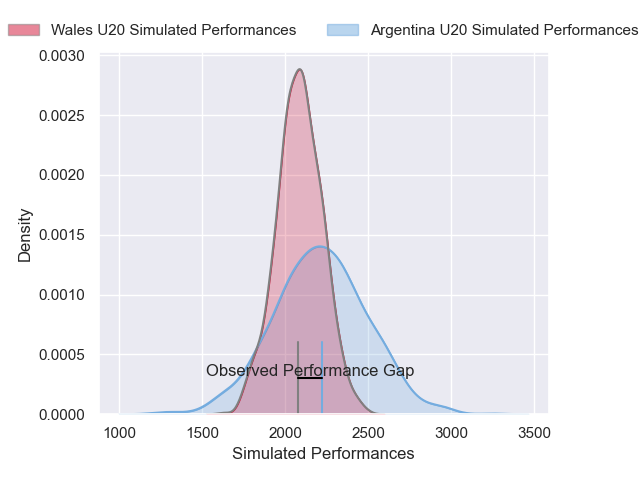 Wales U20 Simulated Performances Argentina U20 Simulated Performances
0.0030
0.0025
0.0020
0.0015
0.0010
0.0005
0.0000
Density
Observed Performance Gap
1000 1500 2000 2500 3000 3500
Simulated Performances